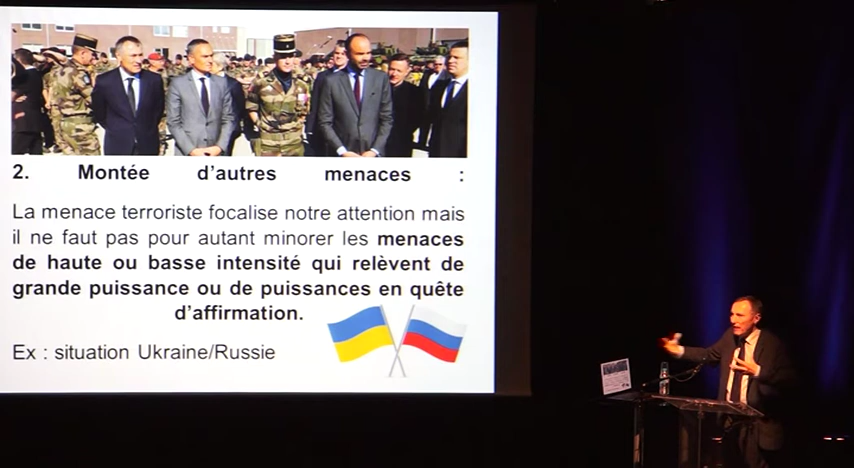 2. Montée d'autres menaces :
La menace terroriste focalise notre attention mais
il ne faut pas pour autant minorer les menaces
de haute ou basse intensité qui relèvent de
grande puissance ou de puissances en quête
d'affirmation.
Ex : situation Ukraine/Russie